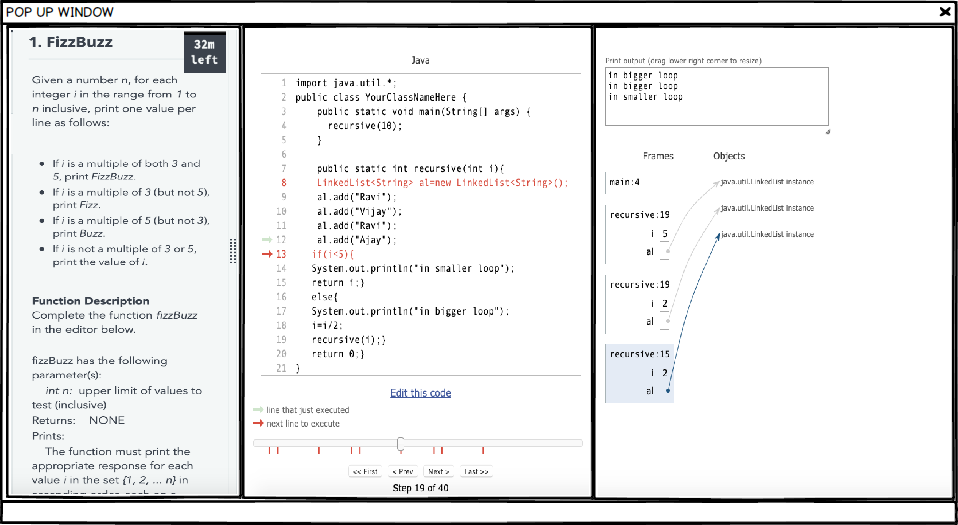 POP UP WINDOW
1. FizzBuzz
32m
left
Given a number n, for each
integer i in the range from 1 to
n inclusive, print one value per
line as follows:
• If i is a multiple of both 3 and
5, print FizzBuzz.
• If i is a multiple of 3 (but not 5),
print Fizz.
• If i is a multiple of 5 (but not 3),
print Buzz.
• If i is not a multiple of 3 or 5,
print the value of i.
Function Description
Complete the function fizzBuzz
in the editor below.
fizzBuzz has the following
parameter(s):
int n: upper limit of values to
test (inclusive)
Returns: NONE
Prints:
The function must print the
appropriate response for each
value i in the set {1, 2, ... n} in
Java
1 import java.util.*;
2 public class YourClassNameHere {
3 public static void main(String[] args) {
4 recursive(10);
5 }
6
7 public static int recursive(int i){
8 LinkedList<String> al=new LinkedList<String>();
9 al.add("Ravi");
10 al.add("Vijay");
11 al.add("Ravi");
12 al.add("Ajay");
13 if(i<5){
14 System.out.println("in smaller loop");
15 return i;}
16 else{
17 System.out.println("in bigger loop");
18 i=i/2;
19 recursive(i);}
20 return 0;}
21 }
Edit this code
line that just executed
next line to execute
<< First
< Prev
Next >
Last >>
Step 19 of 40
Print output (drag lower right corner to resize)
in bigger loop
in bigger loop
in smaller loop
Frames
Objects
main:4
java.util.LinkedList instance
java.util.LinkedList instance
recursive:19
i 5
java.util.LinkedList instance
al
recursive:19
i 2
al
recursive:15
i 2
al